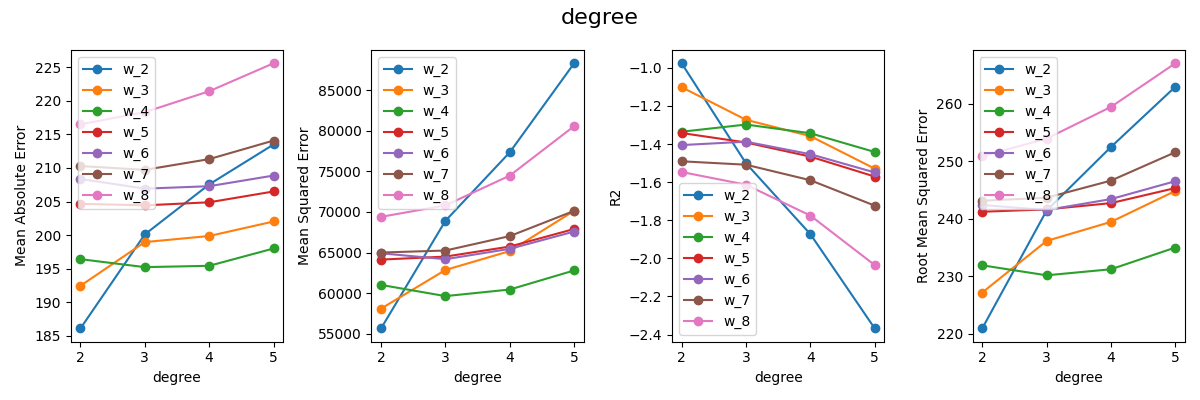 degree
Mean Absolute Error
225
220
215
210
205
200
195
190
185
w_2
w_3
w_4
w_5
w_6
w_7
w_8
2 3 4 5
degree
Mean Squared Error
85000
80000
75000
70000
65000
60000
55000
w_2
w_3
w_4
w_5
w_6
w_7
w_8
2 3 4 5
degree
R2
−1.0
−1.2
−1.4
−1.6
−1.8
−2.0
−2.2
−2.4
w_2
w_3
w_4
w_5
w_6
w_7
w_8
2 3 4 5
degree
Root Mean Squared Error
260
250
240
230
220
w_2
w_3
w_4
w_5
w_6
w_7
w_8
2 3 4 5
degree